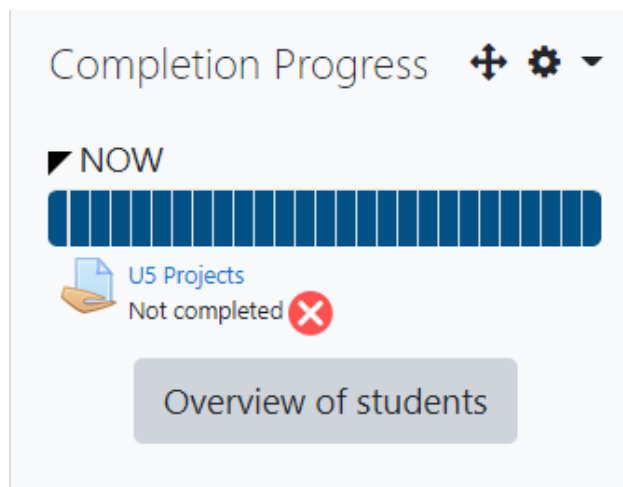 Completion Progress
NOW
U5 Projects
Not completed
Overview of students